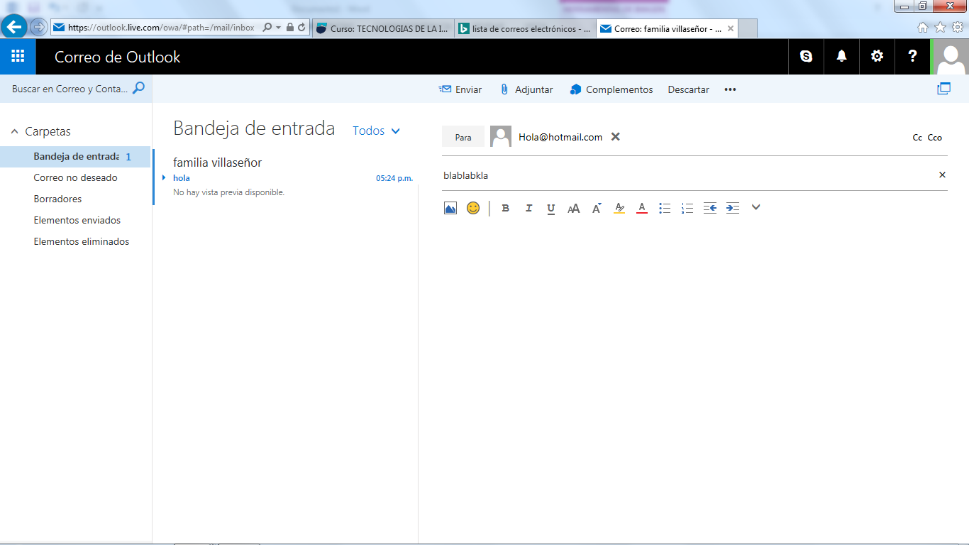 https://outlook.live.com/owa/#path=/mail/inbox
Curso: TECNOLOGIAS DE LA I...
lista de correos electrónicos - ...
Correo: familia villaseñor - ...
Correo de Outlook
Buscar en Correo y Conta...
Enviar
Adjuntar
Complementos
Descartar
Carpetas
Bandeja de entrada 1
Correo no deseado
Borradores
Elementos enviados
Elementos eliminados
Bandeja de entrada
Todos
familia villaseñor
hola
05:24 p.m.
No hay vista previa disponible.
Para
Hola@hotmail.com
Cc Cco
blablabkla
B I U AA A A A